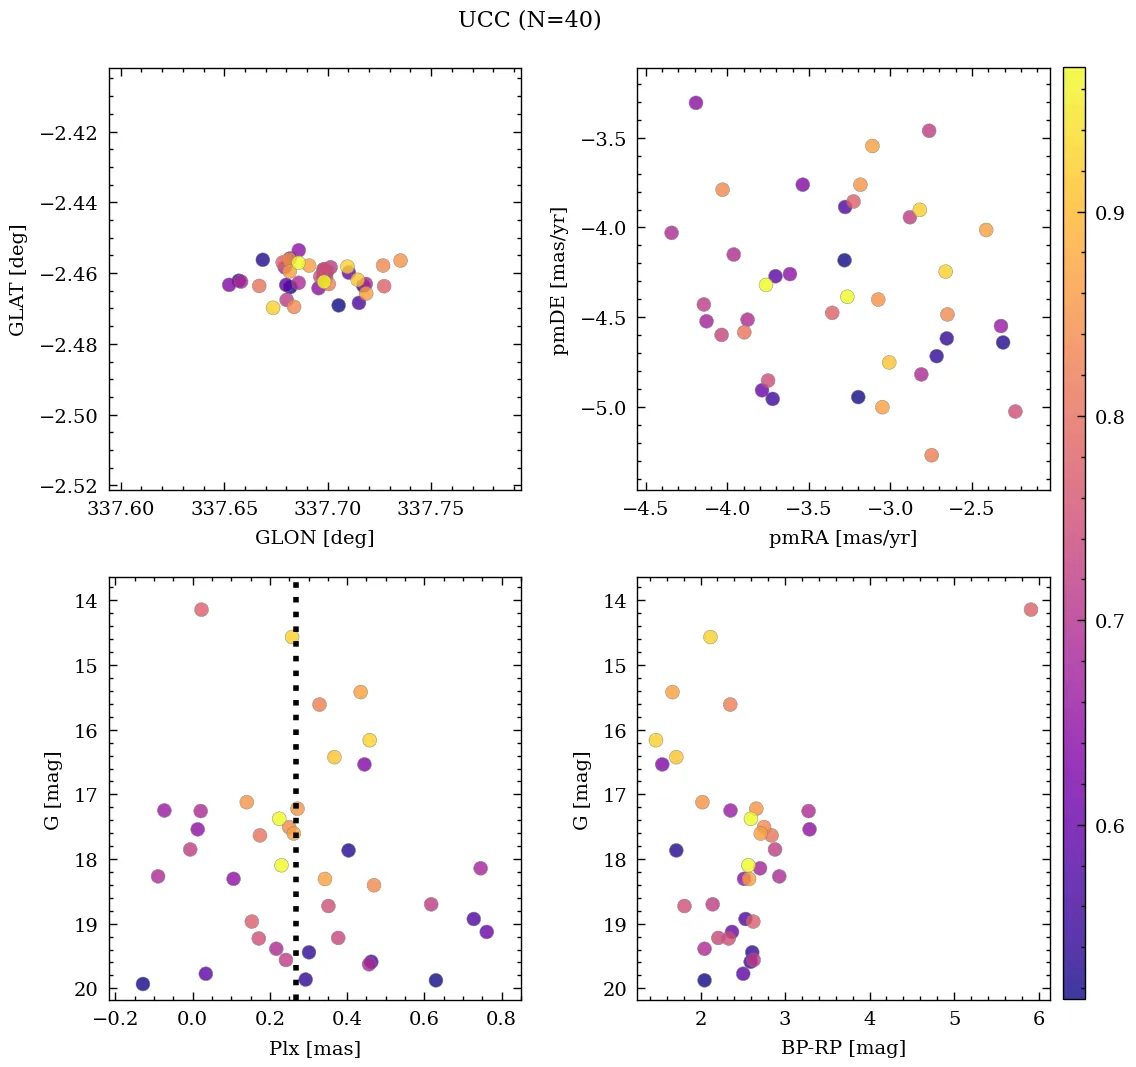 UCC (N=40)
−2.42
−2.44
−2.46
−2.48
−2.50
−2.52
GLAT [deg]
337.60 337.65 337.70 337.75
GLON [deg]
−3.5
−4.0
−4.5
−5.0
pmDE [mas/yr]
−4.5 −4.0 −3.5 −3.0 −2.5
pmRA [mas/yr]
0.9
0.8
0.7
0.6
14
15
16
17
18
19
20
G [mag]
−0.2 0.0 0.2 0.4 0.6 0.8
Plx [mas]
14
15
16
17
18
19
20
G [mag]
2 3 4 5 6
BP-RP [mag]